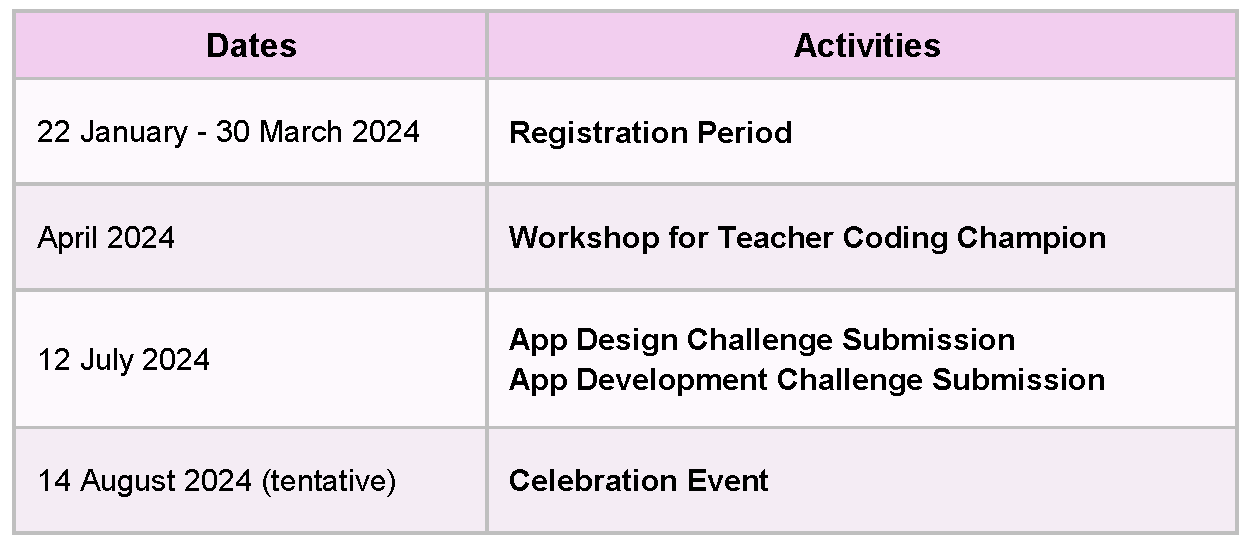 Dates
Activities
22 January - 30 March 2024
Registration Period
April 2024
Workshop for Teacher Coding Champion
12 July 2024
App Design Challenge Submission
App Development Challenge Submission
14 August 2024 (tentative)
Celebration Event